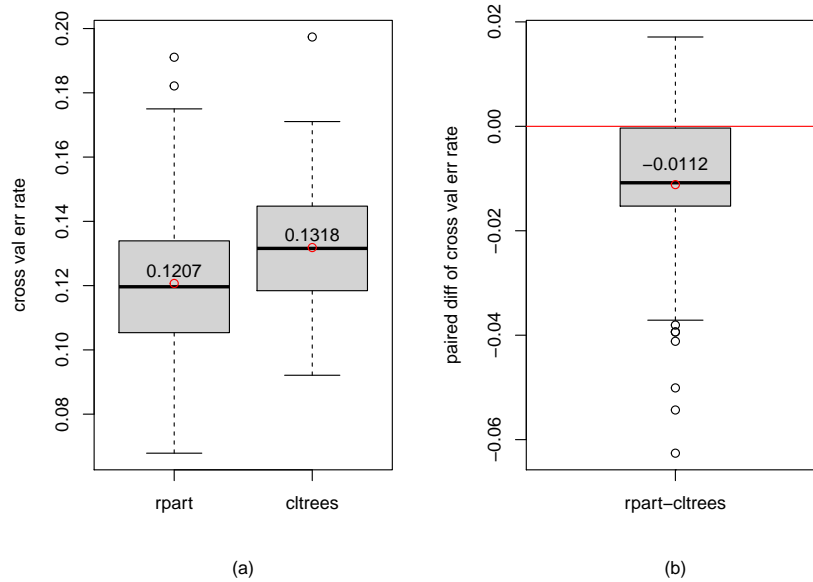 cross val err rate
0.20
0.18
0.16
0.14
0.12
0.10
0.08
0.1207
0.1318
rpart
cltrees
(a)
paired diff of cross val err rate
0.02
0.00
−0.02
−0.04
−0.06
−0.0112
rpart−cltrees
(b)